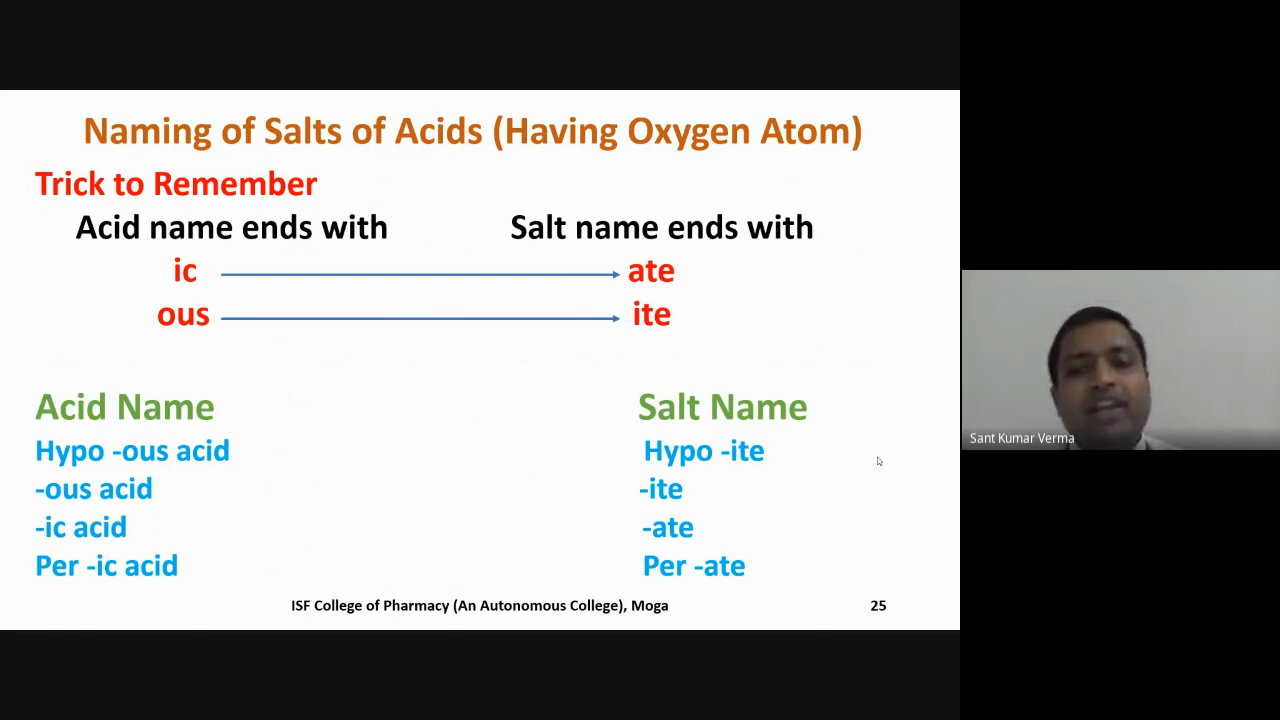 Naming of Salts of Acids (Having Oxygen Atom)
Trick to Remember
Acid name ends with Salt name ends with
ic ate
ous ite
Acid Name Salt Name
Hypo -ous acid Hypo -ite
-ous acid -ite
-ic acid -ate
Per -ic acid Per -ate
ISF College of Pharmacy (An Autonomous College), Moga 25
Sant Kumar Verma